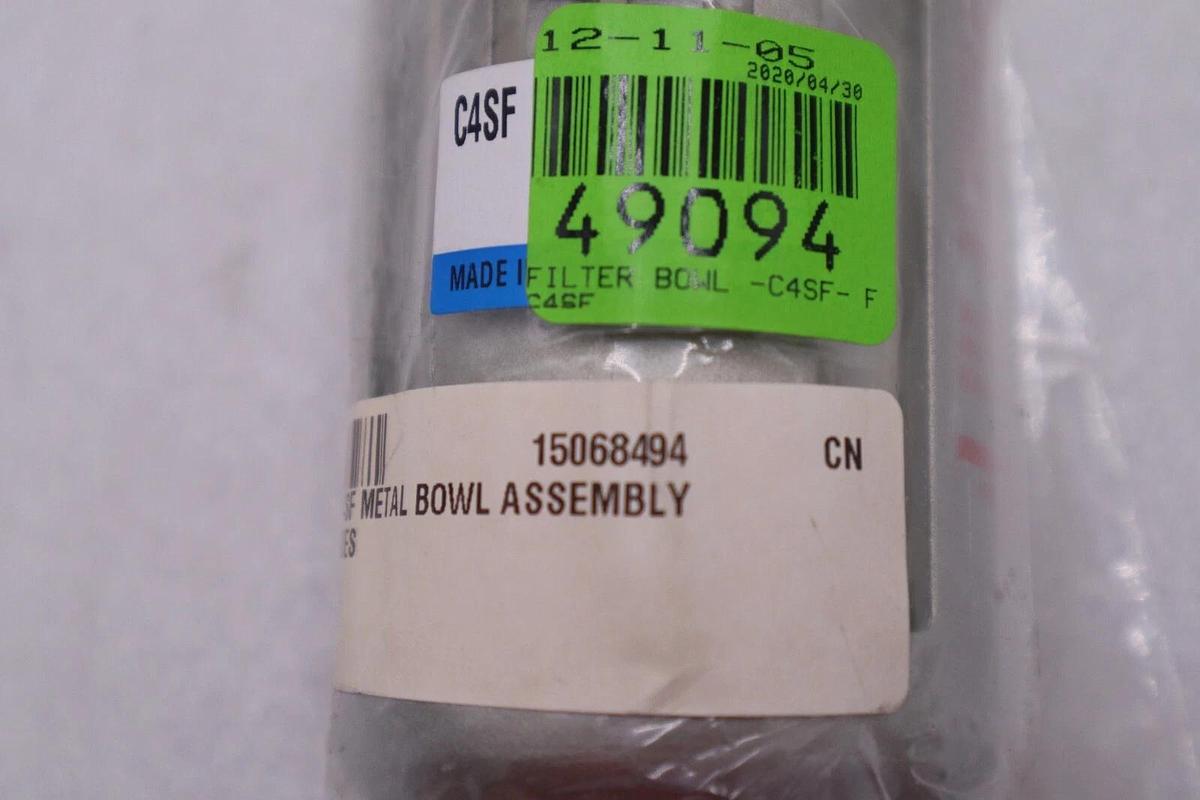 12-11-05
2020/04/30
C4SF
49094
MADE I
FILTER BOWL -C4SF- F
C4SF
15068494 CN
SF METAL BOWL ASSEMBLY
ES